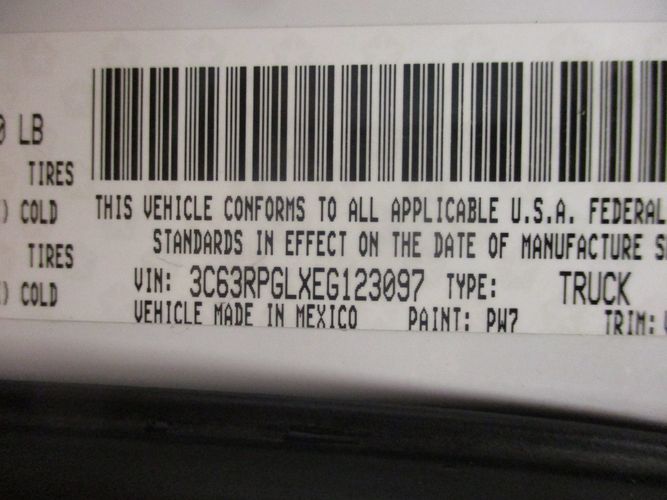 0 LB
TIRES
) COLD
TIRES
) COLD
THIS VEHICLE CONFORMS TO ALL APPLICABLE U.S.A. FEDERAL
STANDARDS IN EFFECT ON THE DATE OF MANUFACTURE S
VIN: 3C63RPGLXEG123097 TYPE: TRUCK
VEHICLE MADE IN MEXICO PAINT: PW7 TRIM: